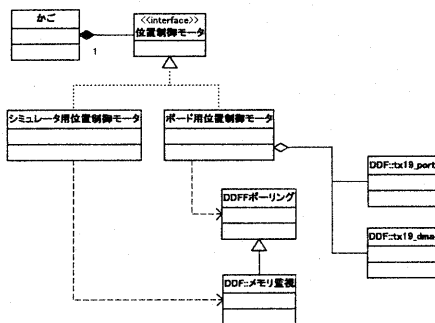 かご
<<interface>>
位置制御モータ
1
シミュレータ用位置制御モータ
ボード用位置制御モータ
DDF::tx19_port
DDFFポーリング
DDF::tx19_dma
DDF::メモリ監視